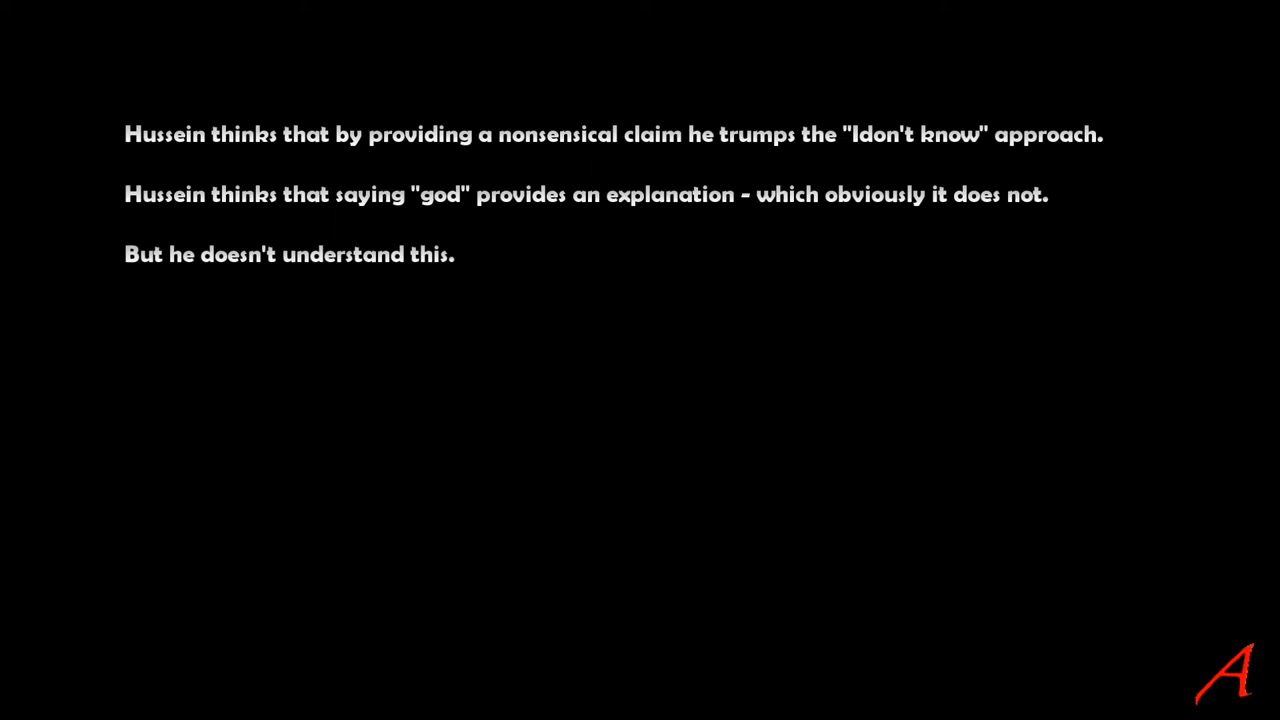 Hussein thinks that by providing a nonsensical claim he trumps the "Idon't know" approach.
Hussein thinks that saying "god" provides an explanation - which obviously it does not.
But he doesn't understand this.
A